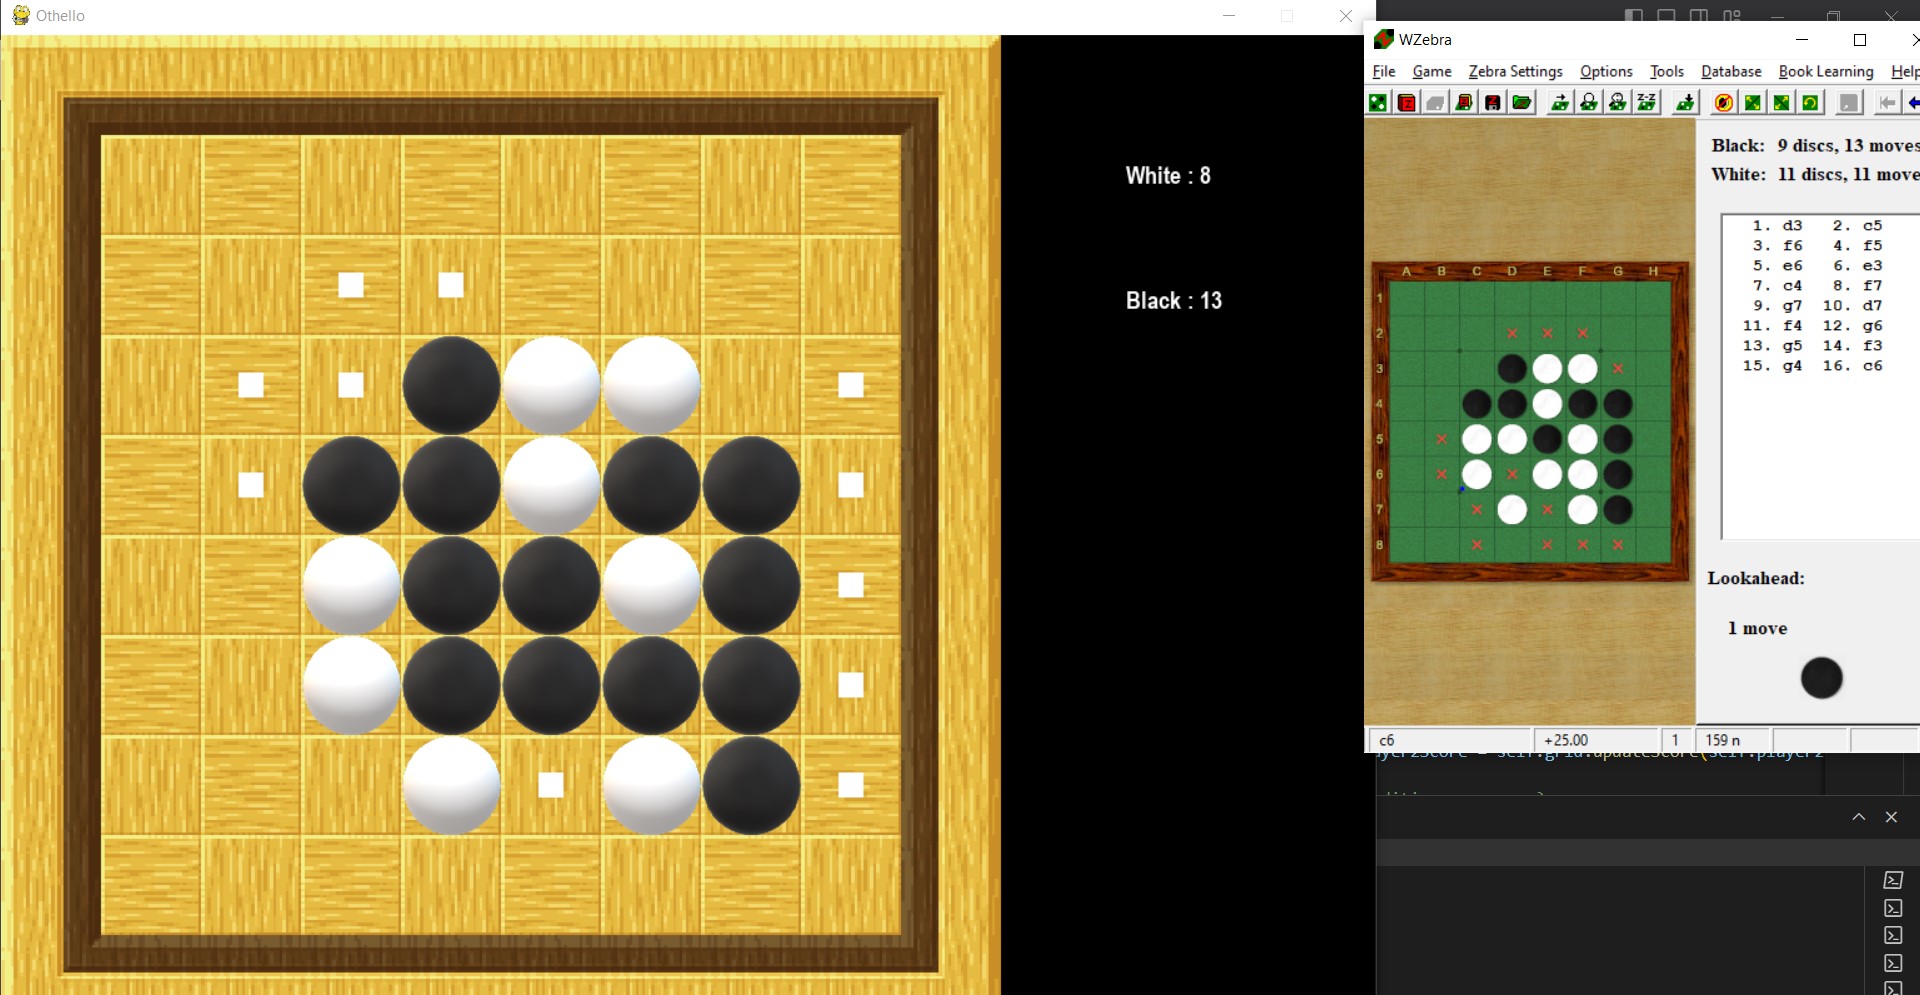 Othello
White : 8
Black : 13
WZebra
File Game Zebra Settings Options Tools Database Book Learning Help
Z-Z
Black: 9 discs, 13 moves
White: 11 discs, 11 move
A B C D E F G H
1
2
3
4
5
6
7
8
1. d3 2. c5
3. f6 4. f5
5. e6 6. e3
7. c4 8. f7
9. g7 10. d7
11. f4 12. g6
13. g5 14. f3
15. g4 16. c6
Lookahead:
1 move
c6 +25.00 1 159 n